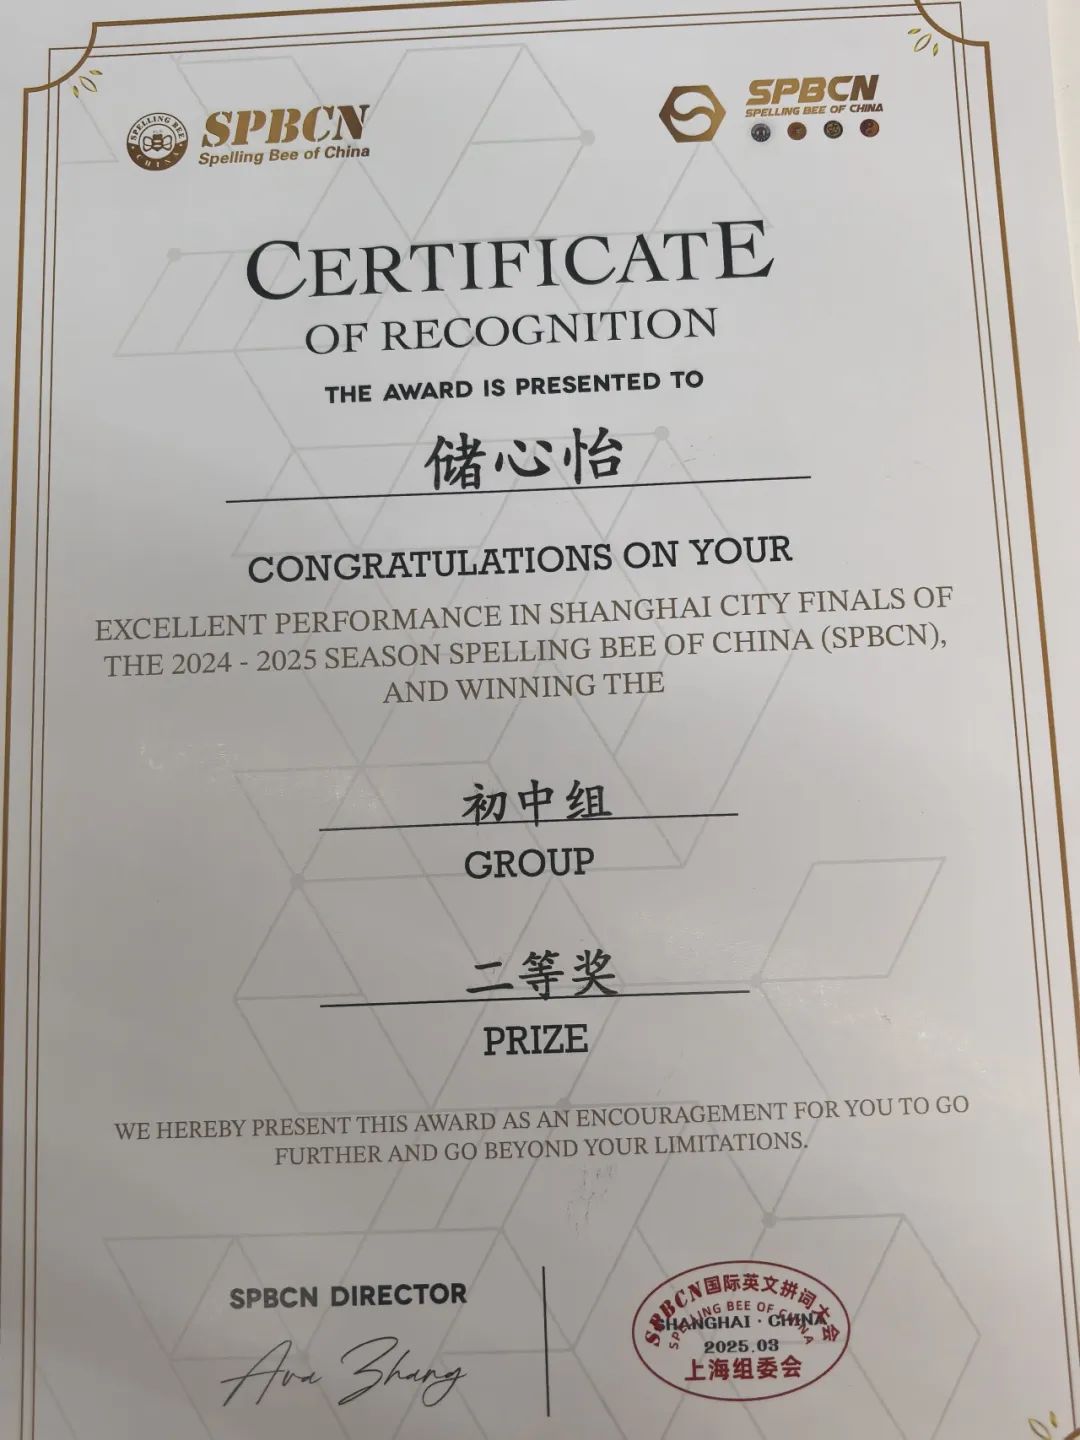 SPBCN
Spelling Bee of China
SPELLING BEE
CHINA
SPBCN
SPELLING BEE OF CHINA
CERTIFICATE
OF RECOGNITION
THE AWARD IS PRESENTED TO
储心怡
CONGRATULATIONS ON YOUR
EXCELLENT PERFORMANCE IN SHANGHAI CITY FINALS OF
THE 2024 - 2025 SEASON SPELLING BEE OF CHINA (SPBCN),
AND WINNING THE
初中组
GROUP
二等奖
PRIZE
WE HEREBY PRESENT THIS AWARD AS AN ENCOURAGEMENT FOR YOU TO GO
FURTHER AND GO BEYOND YOUR LIMITATIONS.
SPBCN DIRECTOR
Ava Zhang
SPBCN国际英文拼词大会
SPELLING BEE OF CHINA
SHANGHAI · CHINA
2025.03
上海组委会